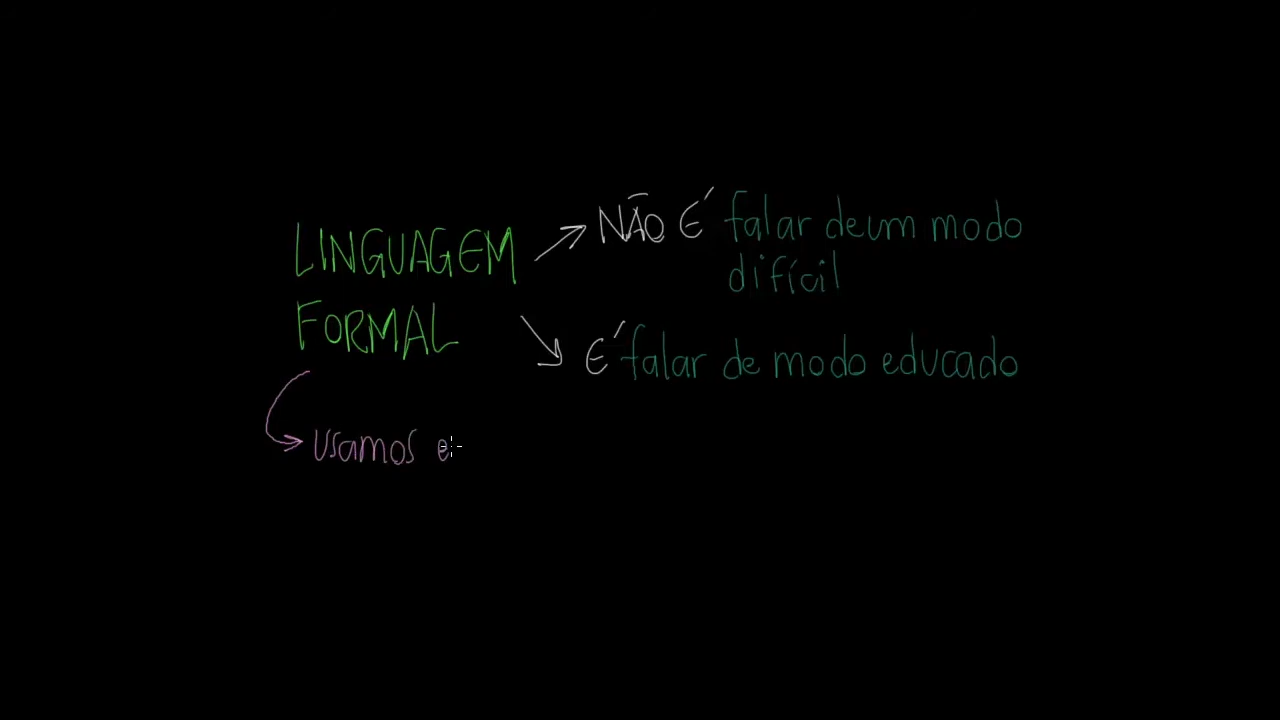 LINGUAGEM
FORMAL
NÃO É falar de um modo
difícil
É falar de modo educado
usamos e